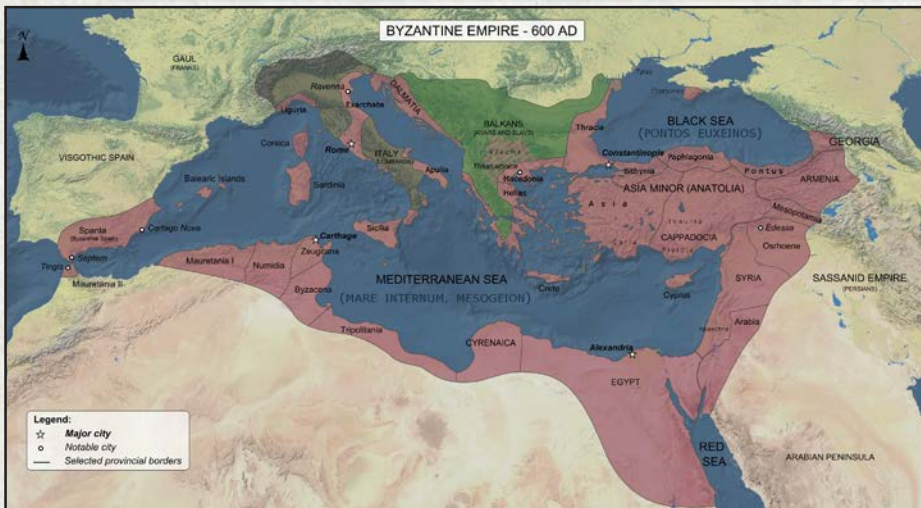 BYZANTINE EMPIRE - 600 AD
N
GAUL
(FRANKS)
Ravenna
Liguria
Exarchate
DALMATIA
BALKANS
(AVARS AND SLAVS)
Thracia
BLACK SEA
(PONTOS EUXEINOS)
GEORGIA
VISGOTHIC SPAIN
Corsica
Rome
ITALY
Apulia
Thessalonica
Macedonia
Hellas
Constantinople
Bithynia
Paphlagonia
Pontus
ARMENIA
Balearic Islands
Sardinia
ASIA MINOR (ANATOLIA)
Asia
Mesopotamia
Spania
(Byzantine Spain)
Cartago Nova
Carthage
Zeugitana
Sicilia
Caria
CAPPADOCIA
Edessa
Osrhoene
Septem
Tingis
Mauretania II
Mauretania I
Numidia
Byzacena
MEDITERRANEAN SEA
(MARE INTERNUM, MESOGEION)
Creta
Cyprus
SYRIA
SASSANID EMPIRE
(PERSIANS)
Tripolitania
CYRENAICA
Alexandria
Arabia
EGYPT
RED
SEA
ARABIAN PENINSULA
Legend:
Major city
Notable city
Selected provincial borders